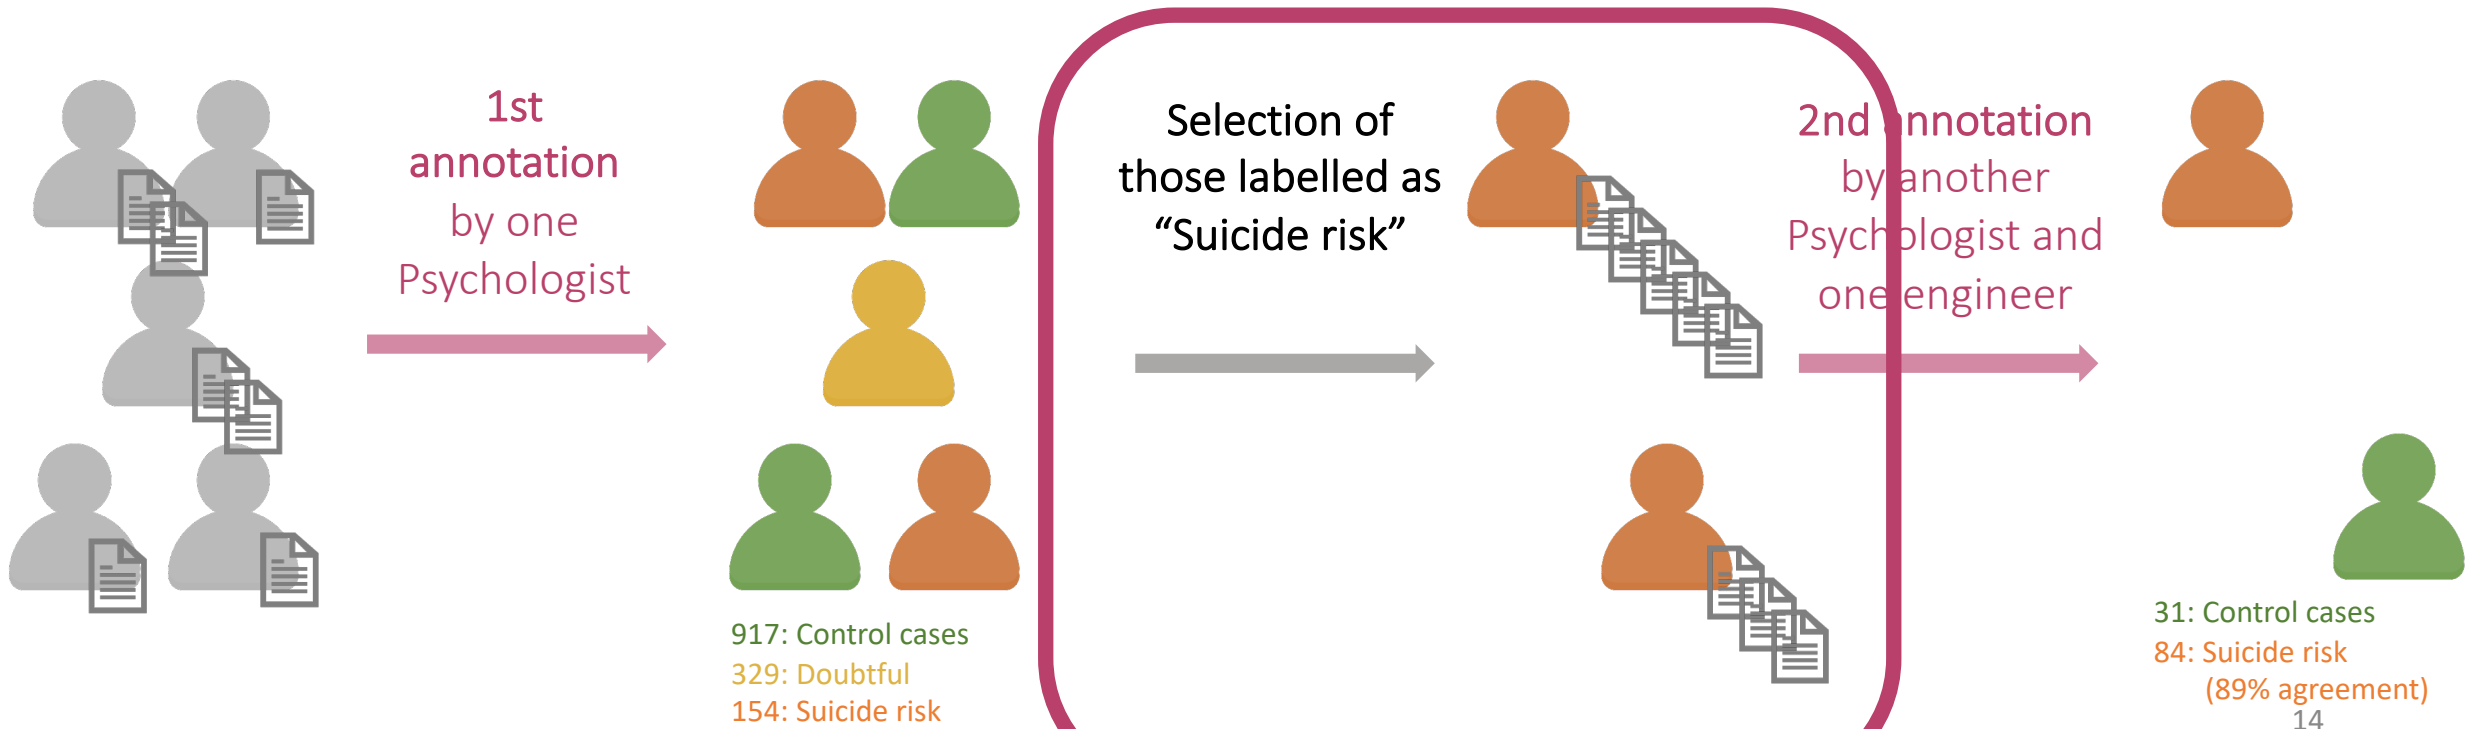 1st
annotation
by one
Psychologist
917: Control cases
329: Doubtful
154: Suicide risk
Selection of
those labelled as
“Suicide risk”
2nd annotation
by another
Psychologist and
one engineer
31: Control cases
84: Suicide risk
(89% agreement)
14